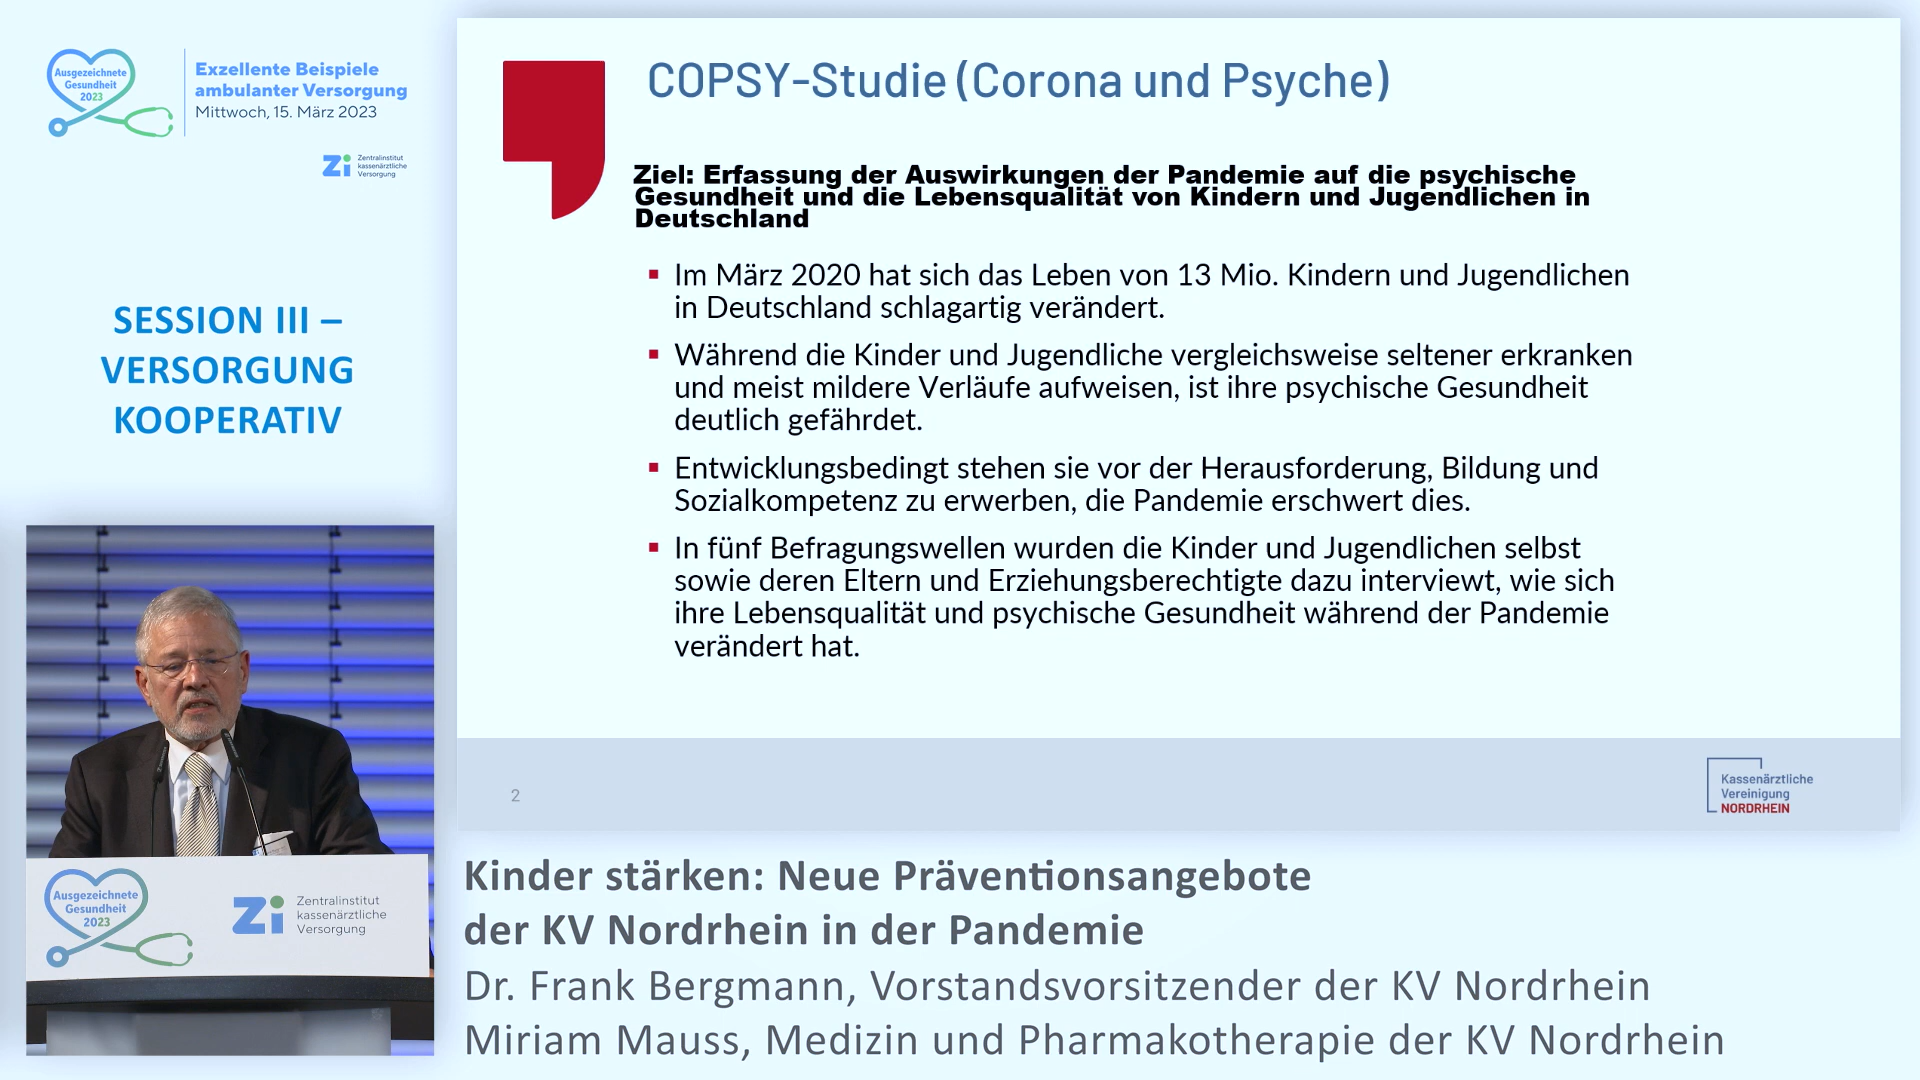 Ausgezeichnete
Gesundheit
2023
Exzellente Beispiele
ambulanter Versorgung
Mittwoch, 15. März 2023
Zi
Zentralinstitut
kassenärztliche
Versorgung
SESSION III –
VERSORGUNG
KOOPERATIV
COPSY-Studie (Corona und Psyche)
Ziel: Erfassung der Auswirkungen der Pandemie auf die psychische
Gesundheit und die Lebensqualität von Kindern und Jugendlichen in
Deutschland
▪ Im März 2020 hat sich das Leben von 13 Mio. Kindern und Jugendlichen
in Deutschland schlagartig verändert.
▪ Während die Kinder und Jugendliche vergleichsweise seltener erkranken
und meist mildere Verläufe aufweisen, ist ihre psychische Gesundheit
deutlich gefährdet.
▪ Entwicklungsbedingt stehen sie vor der Herausforderung, Bildung und
Sozialkompetenz zu erwerben, die Pandemie erschwert dies.
▪ In fünf Befragungswellen wurden die Kinder und Jugendlichen selbst
sowie deren Eltern und Erziehungsberechtigte dazu interviewt, wie sich
ihre Lebensqualität und psychische Gesundheit während der Pandemie
verändert hat.
2
Kassenärztliche
Vereinigung
NORDRHEIN
Ausgezeichnete
Gesundheit
2023
Zi
Zentralinstitut
kassenärztliche
Versorgung
Kinder stärken: Neue Präventionsangebote
der KV Nordrhein in der Pandemie
Dr. Frank Bergmann, Vorstandsvorsitzender der KV Nordrhein
Miriam Mauss, Medizin und Pharmakotherapie der KV Nordrhein